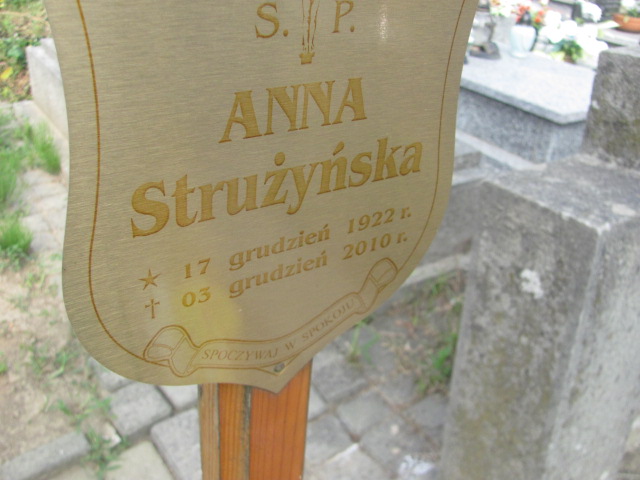 S. P.
ANNA
Strużyńska
★ 17 grudzień 1922 r.
† 03 grudzień 2010 r.
SPOCZYWAJ W SPOKOJU